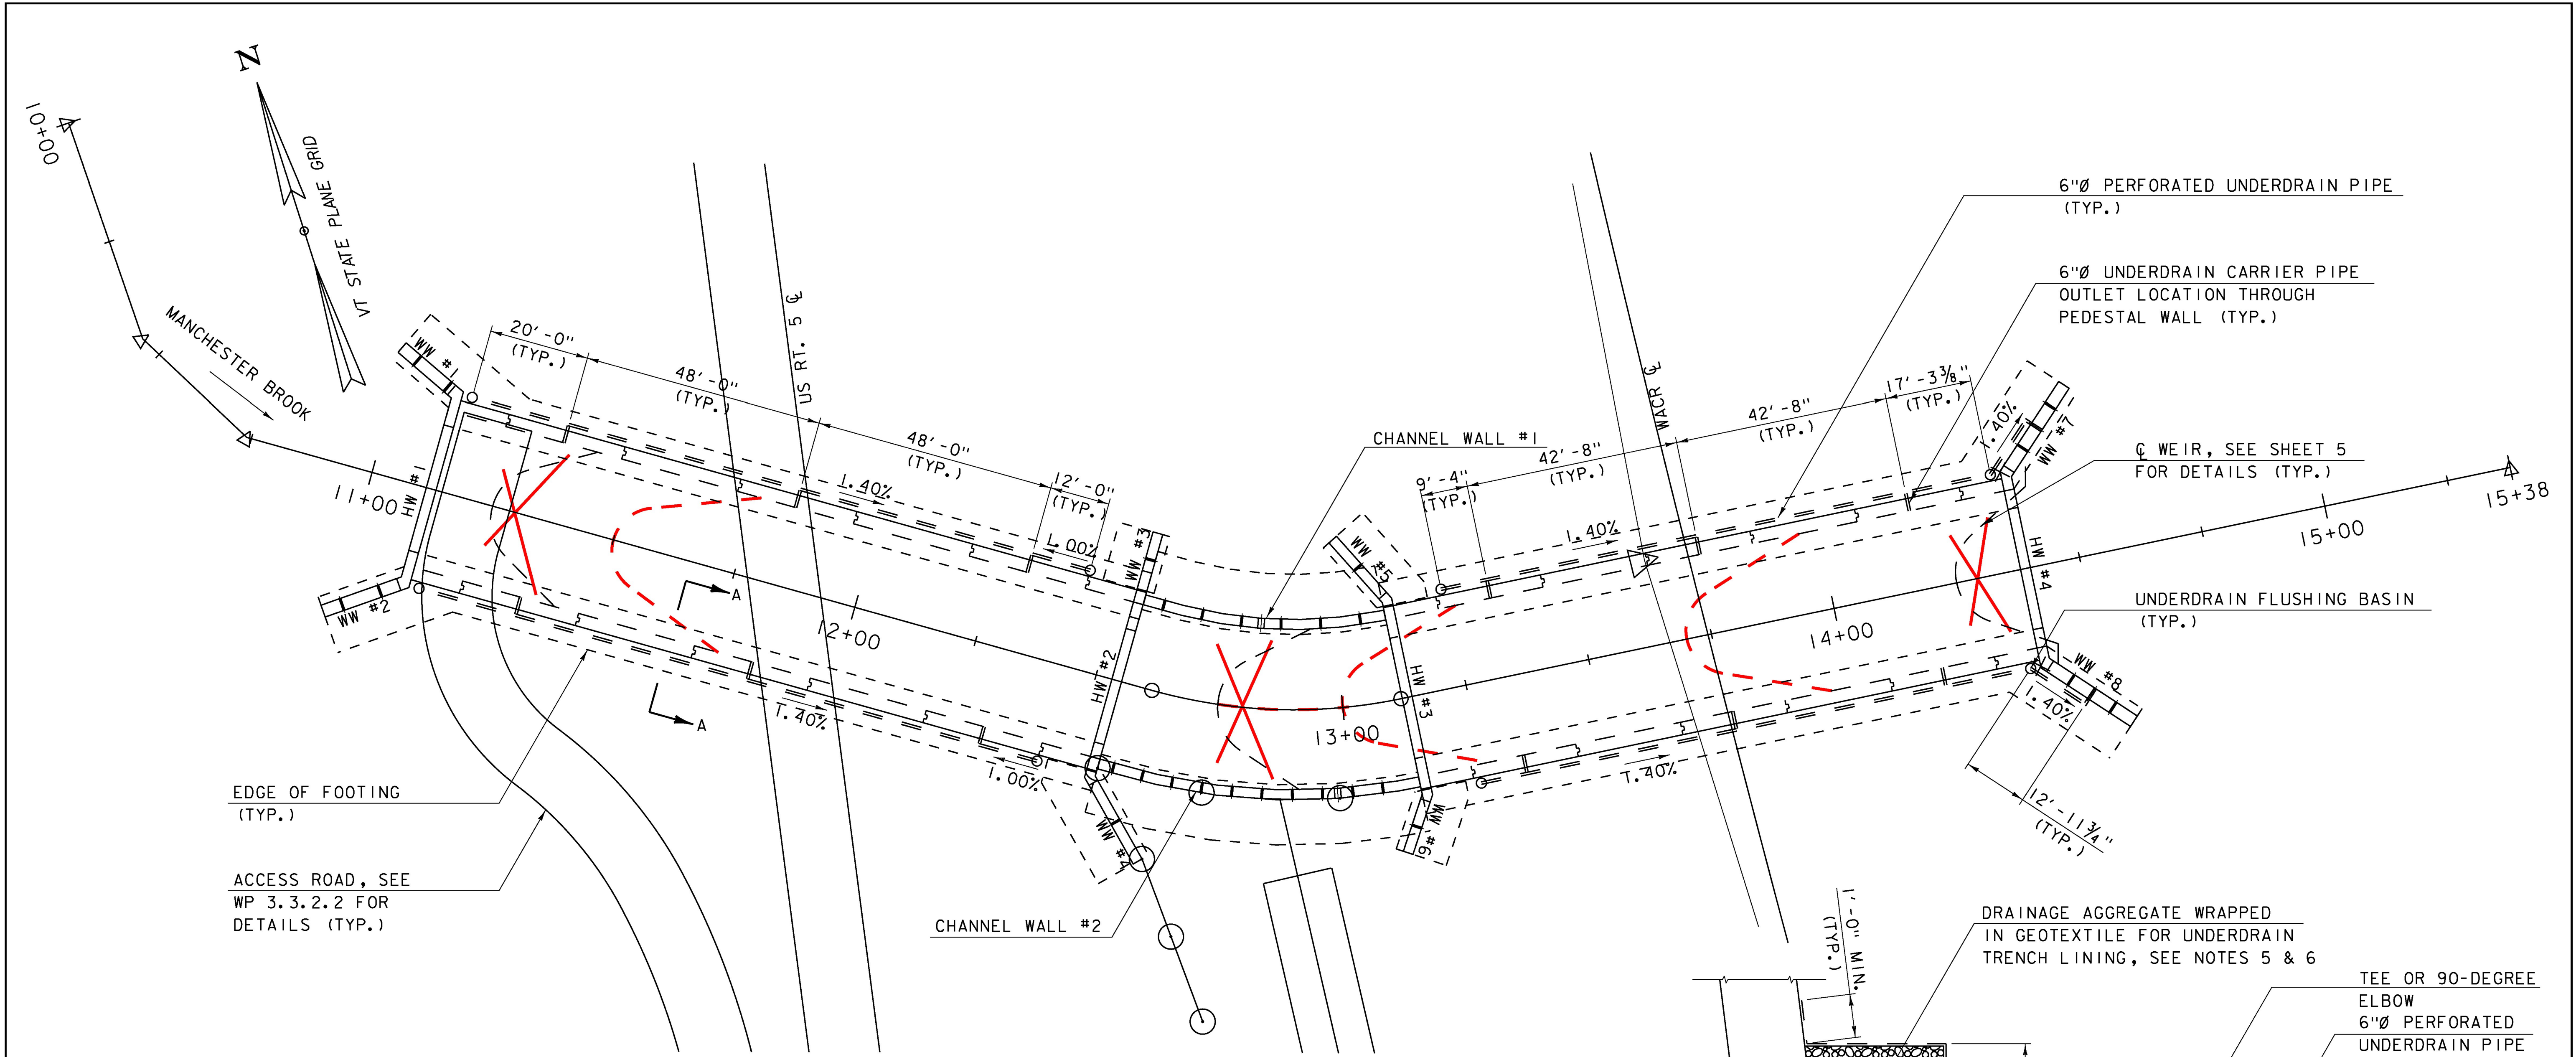 N
VT STATE PLANE GRID
10+00
MANCHESTER BROOK
WW #1
20'-0"
(TYP.)
48'-0"
(TYP.)
US RT. 5 ℄
48'-0"
(TYP.)
12'-0"
(TYP.)
1.40%
1.00%
11+00
HW #1
WW #2
A
A
12+00
1.40%
1.00%
HW #2
WW #3
WW #4
CHANNEL WALL #1
WW #5
9'-4"
(TYP.)
42'-8"
(TYP.)
WACR ℄
42'-8"
(TYP.)
17'-3⅜"
(TYP.)
1.40%
1.40%
WW #7
6"Ø PERFORATED UNDERDRAIN PIPE
(TYP.)
6"Ø UNDERDRAIN CARRIER PIPE
OUTLET LOCATION THROUGH
PEDESTAL WALL (TYP.)
℄ WEIR, SEE SHEET 5
FOR DETAILS (TYP.)
15+00
15+38
HW #4
UNDERDRAIN FLUSHING BASIN
(TYP.)
14+00
HW #3
13+00
1.40%
WW #6
WW #8
1.40%
12'-11¾"
(TYP.)
EDGE OF FOOTING
(TYP.)
ACCESS ROAD, SEE
WP 3.3.2.2 FOR
DETAILS (TYP.)
CHANNEL WALL #2
1'-0" MIN.
(TYP.)
DRAINAGE AGGREGATE WRAPPED
IN GEOTEXTILE FOR UNDERDRAIN
TRENCH LINING, SEE NOTES 5 & 6
TEE OR 90-DEGREE
ELBOW
6"Ø PERFORATED
UNDERDRAIN PIPE